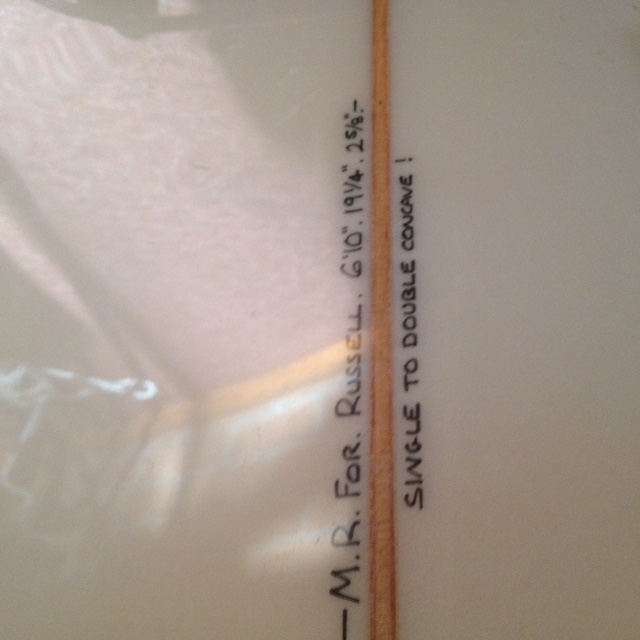 —M.R. FOR. RUSSELL. 6'10". 19¼". 2⅝"—
SINGLE TO DOUBLE CONCAVE!